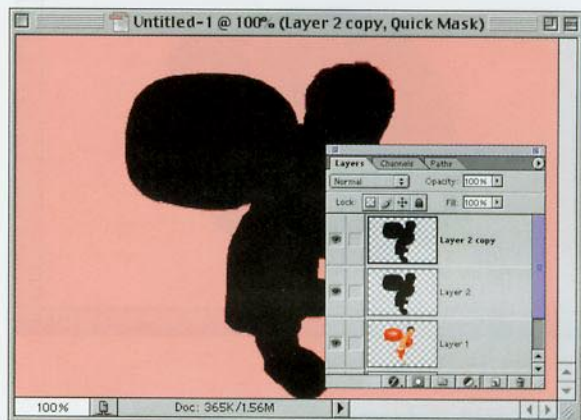 Untitled-1 @ 100% (Layer 2 copy, Quick Mask)
Layers Channels Paths
Normal Opacity: 100%
Lock: Fill: 100%
Layer 2 copy
Layer 2
Layer 1
100% Doc: 365K/1.56M